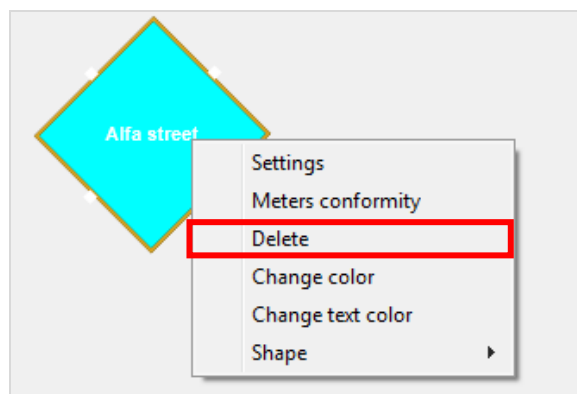 Alfa street
Settings
Meters conformity
Delete
Change color
Change text color
Shape